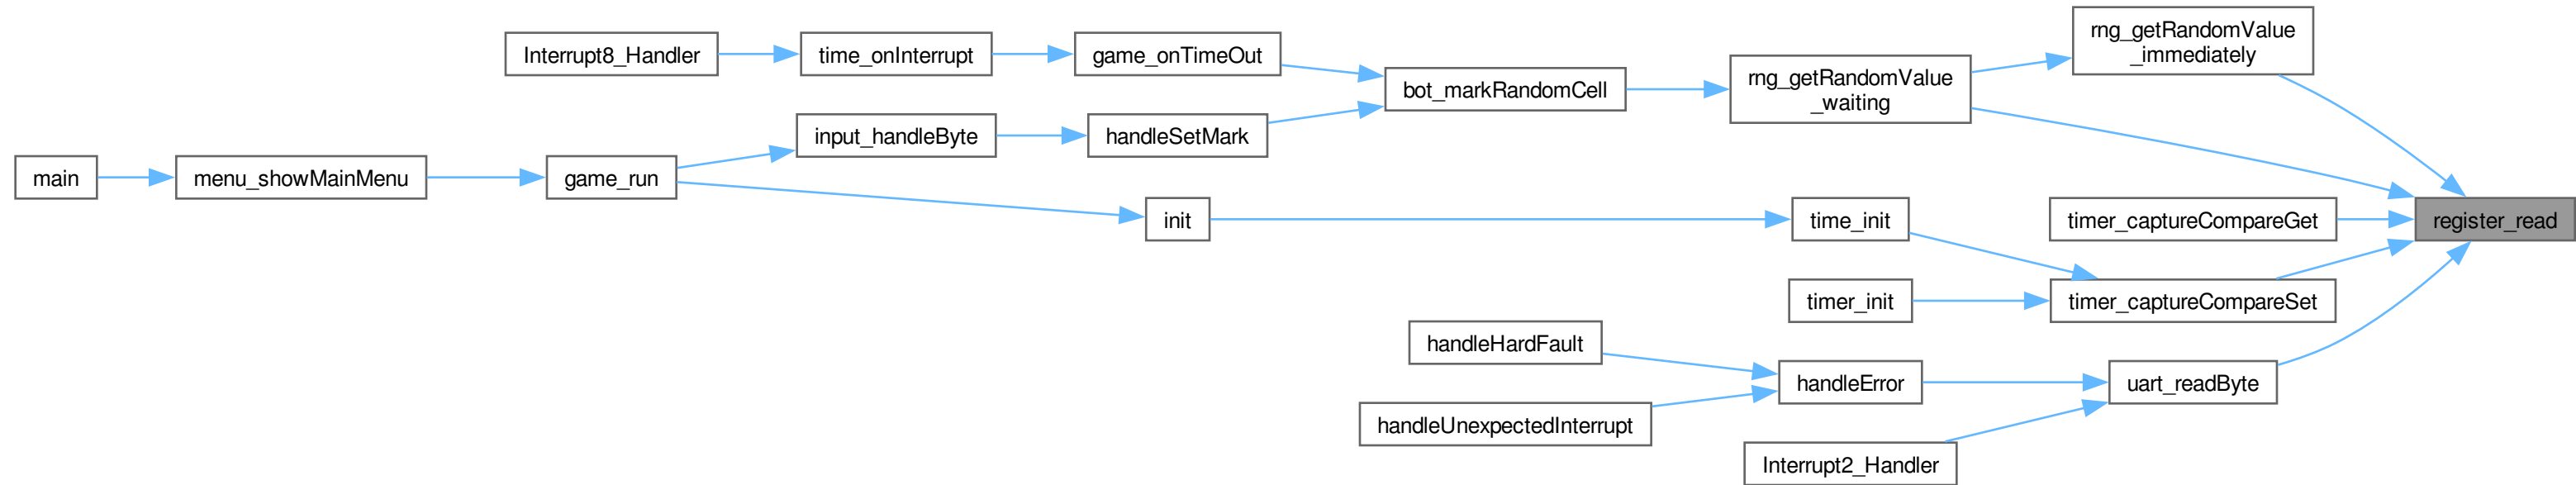 rng_getRandomValue
_immediately
Interrupt8_Handler
time_onInterrupt
game_onTimeOut
bot_markRandomCell
rng_getRandomValue
_waiting
input_handleByte
handleSetMark
main
menu_showMainMenu
game_run
init
time_init
timer_captureCompareGet
register_read
timer_init
timer_captureCompareSet
handleHardFault
handleError
uart_readByte
handleUnexpectedInterrupt
Interrupt2_Handler